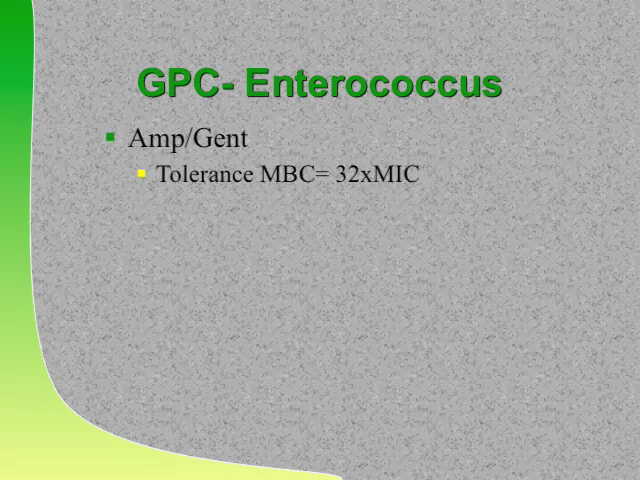 GPC- Enterococcus
Amp/Gent
Tolerance MBC= 32xMIC